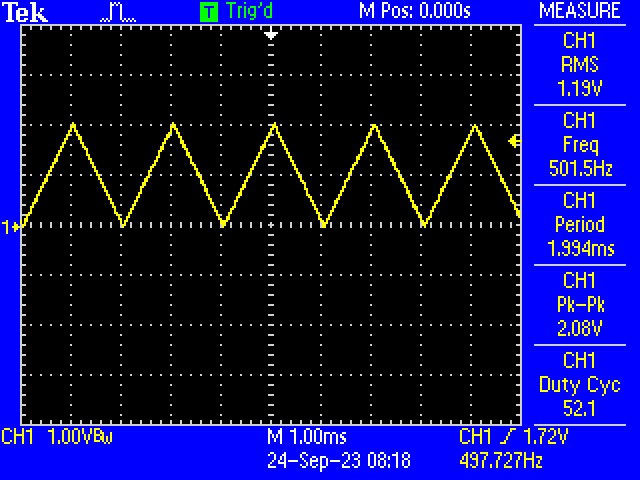 Tek T Trig'd M Pos: 0.000s MEASURE
CH1
RMS
1.19V
CH1
Freq
501.5Hz
CH1
Period
1.994ms
CH1
Pk-Pk
2.08V
CH1
Duty Cyc
52.1
1
CH1 1.00VBw M 1.00ms CH1 1.72V
24-Sep-23 08:18 497.727Hz